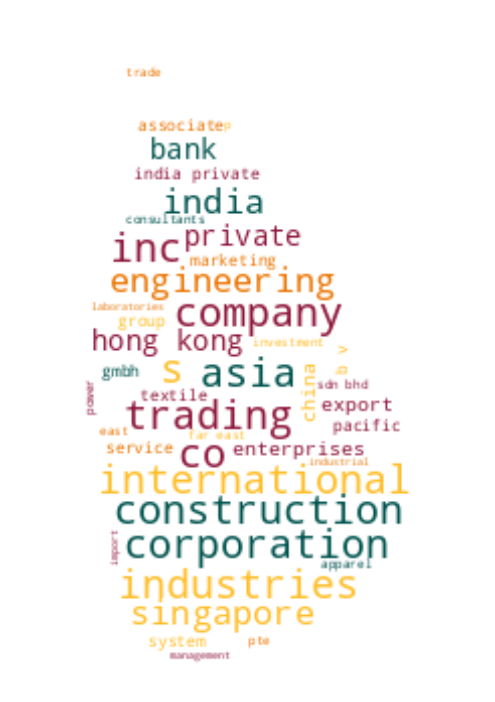 trade
associate p
bank
india private
india
consultants
private
inc
marketing
engineering
laboratories
company
group
hong kong
investment
b v
gmbh
s
asia
china
sdn bhd
power
textile
export
trading
pacific
east
far east
service
co
enterprises
industrial
international
construction
import
corporation
apparel
industries
singapore
system
pte
management